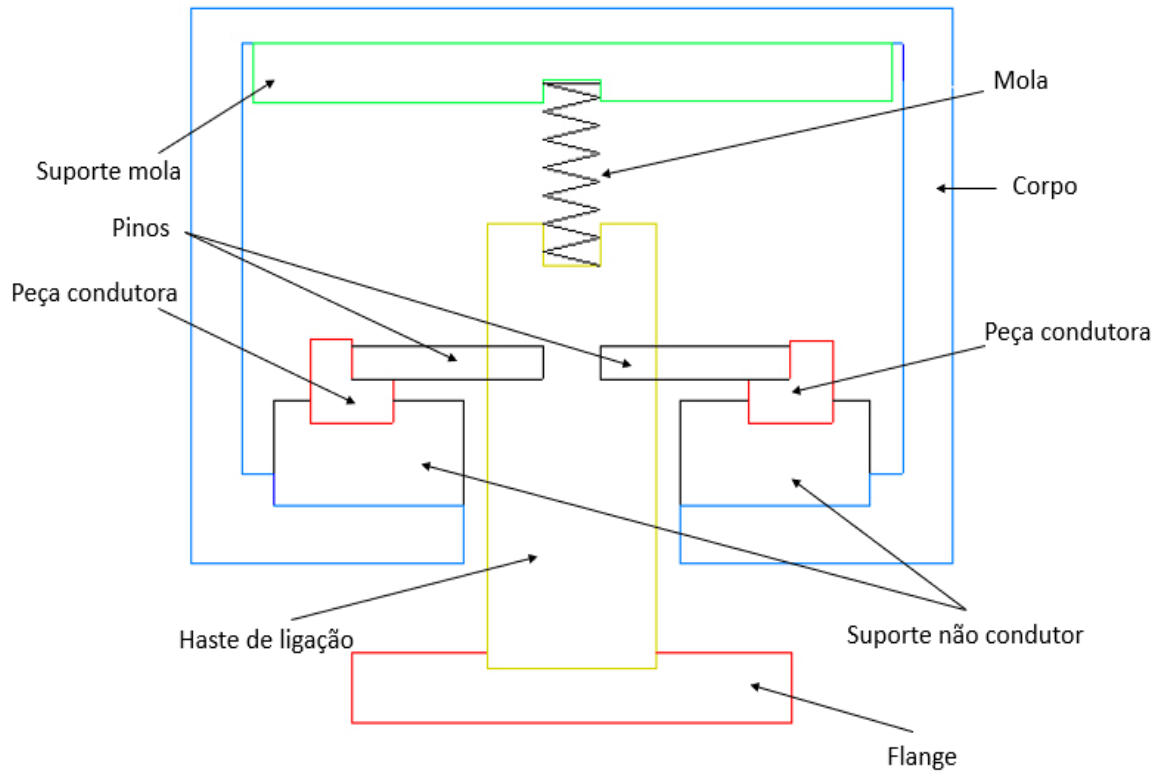 Mola
Suporte mola
Corpo
Pinos
Peça condutora
Peça condutora
Haste de ligação
Suporte não condutor
Flange